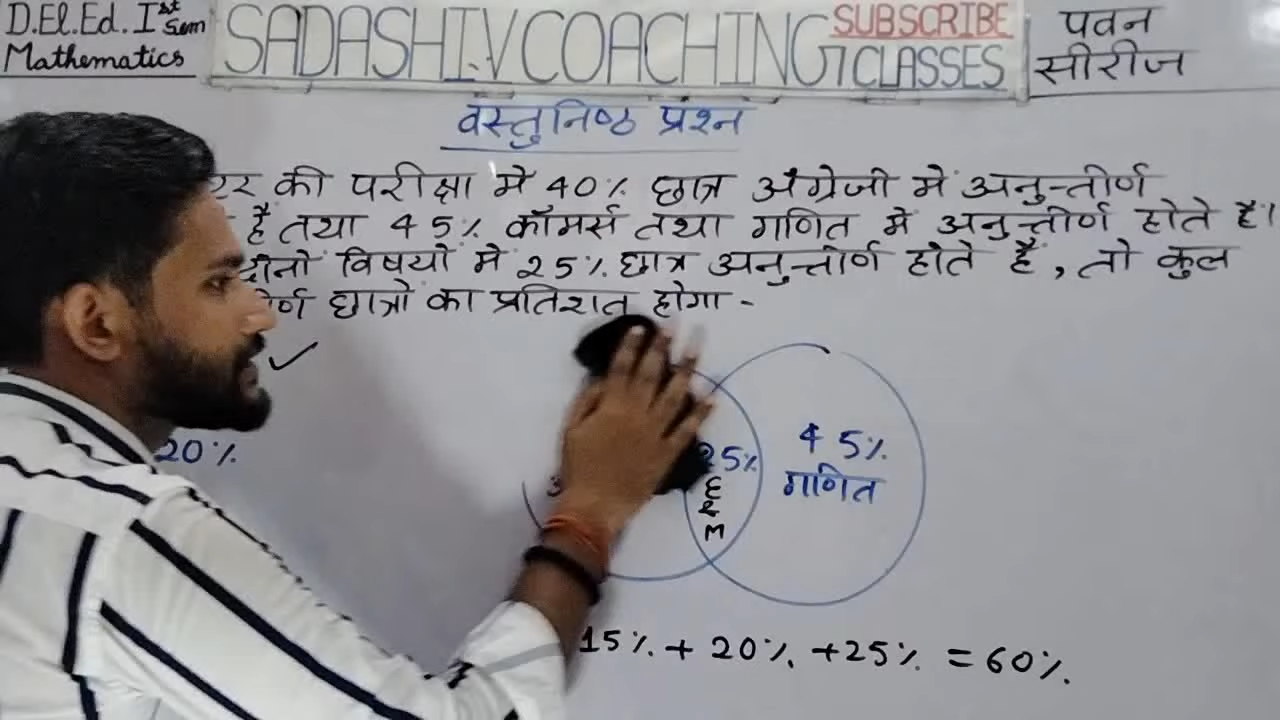 D.El.Ed. Ist Sem
Mathematics
SADASHIV COACHING CLASSES
SUBSCRIBE
पवन
सीरीज
वस्तुनिष्ठ प्रश्न
की परीक्षा में 40% छात्र अंग्रेजी में अनुत्तीर्ण
है तथा 45% कॉमर्स तथा गणित में अनुत्तीर्ण होते है।
विषयों में 25% छात्र अनुत्तीर्ण होते है, तो कुल
छात्रों का प्रतिशत होगा -
20%
25%
E
&
M
45%
गणित
15% + 20% + 25% = 60%.